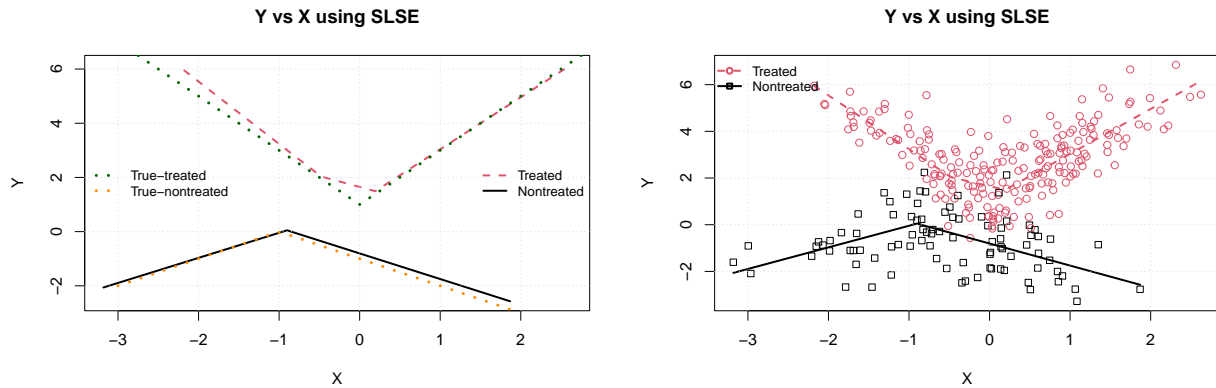 Y vs X using SLSE
Y
6
4
2
0
−2
True−treated
True−nontreated
Treated
Nontreated
−3
−2
−1
0
1
2
X
Y vs X using SLSE
Y
6
4
2
0
−2
Treated
Nontreated
−3
−2
−1
0
1
2
X